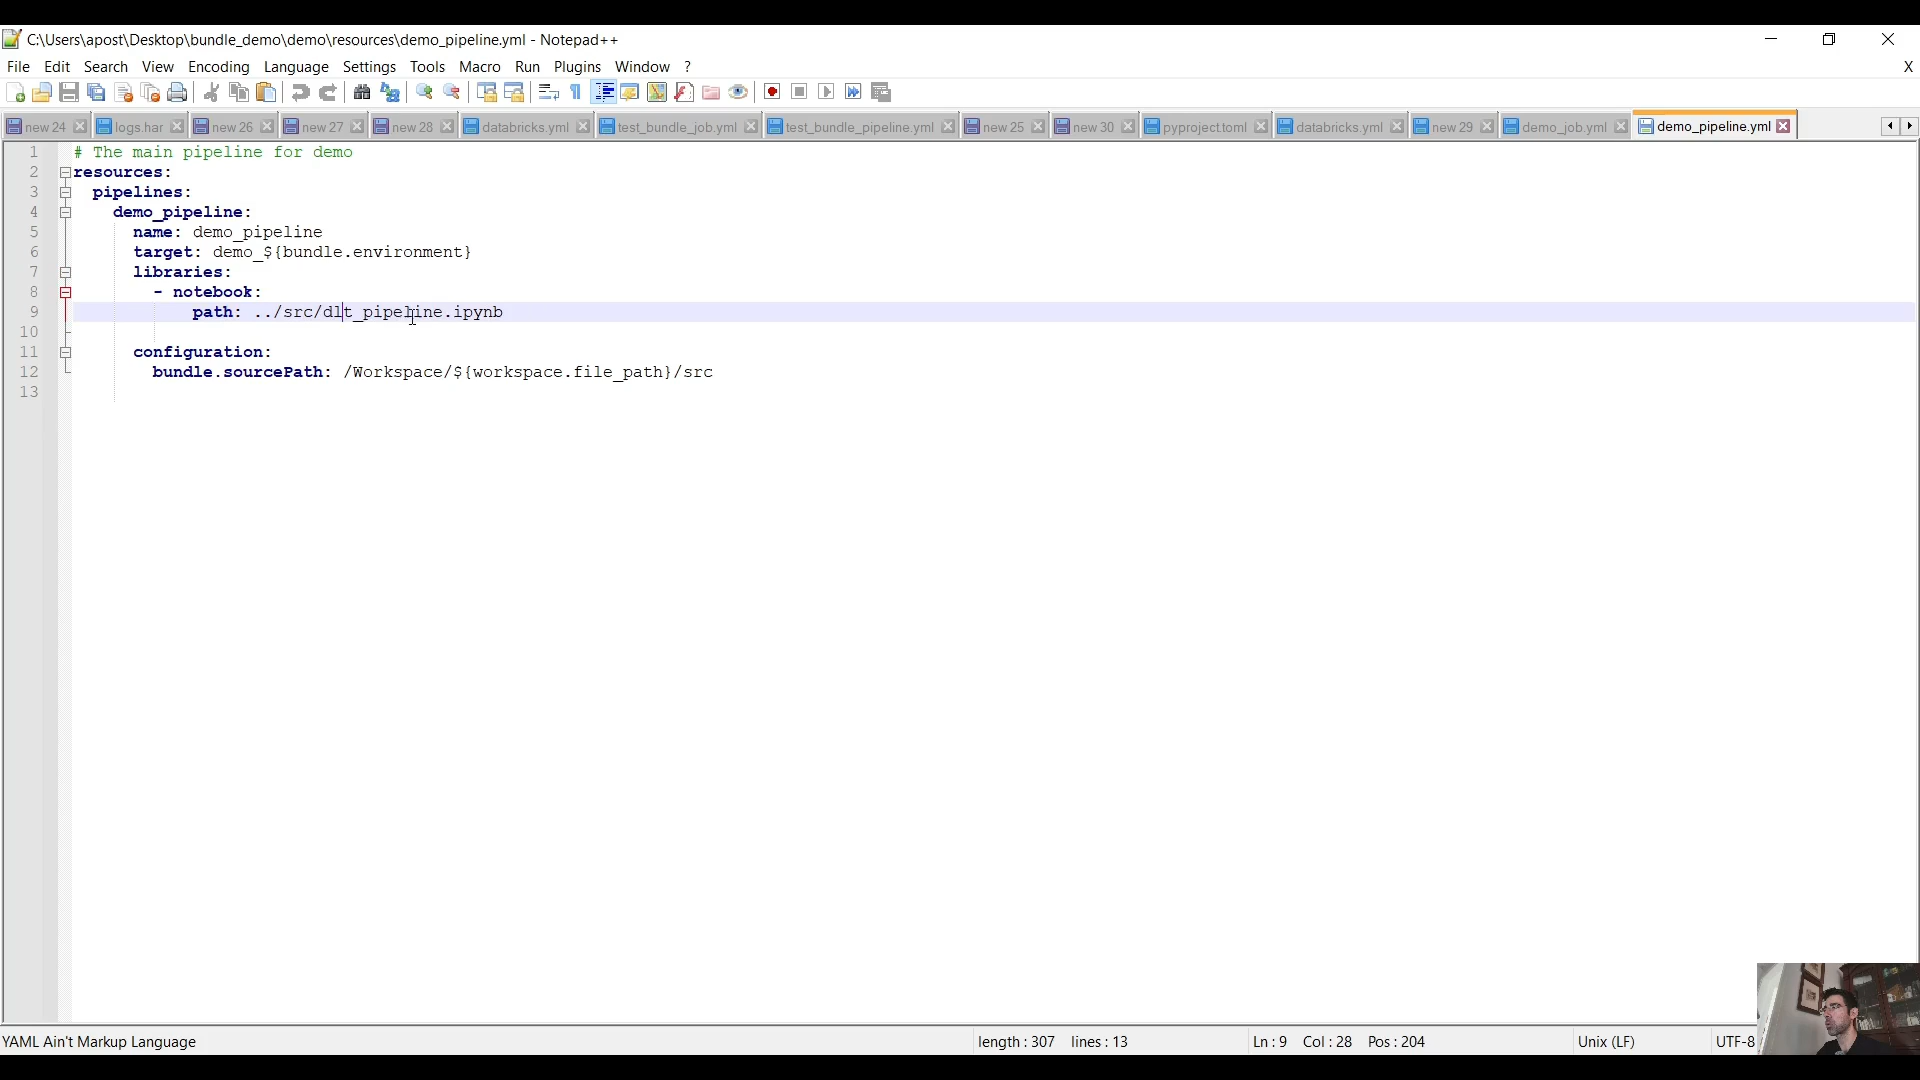 C:\Users\apost\Desktop\bundle_demo\demo\resources\demo_pipeline.yml - Notepad++
File Edit Search View Encoding Language Settings Tools Macro Run Plugins Window ? X
new 24 logs.har new 26 new 27 new 28 databricks.yml test_bundle_job.yml test_bundle_pipeline.yml new 25 new 30 pyproject.toml databricks.yml new 29 demo_job.yml demo_pipeline.yml
1 # The main pipeline for demo
2 resources:
3 pipelines:
4 demo_pipeline:
5 name: demo_pipeline
6 target: demo_${bundle.environment}
7 libraries:
8 - notebook:
9 path: ../src/dlt_pipeline.ipynb
10
11 configuration:
12 bundle.sourcePath: /Workspace/${workspace.file_path}/src
13
YAML Ain't Markup Language length : 307 lines : 13 Ln : 9 Col : 28 Pos : 204 Unix (LF) UTF-8